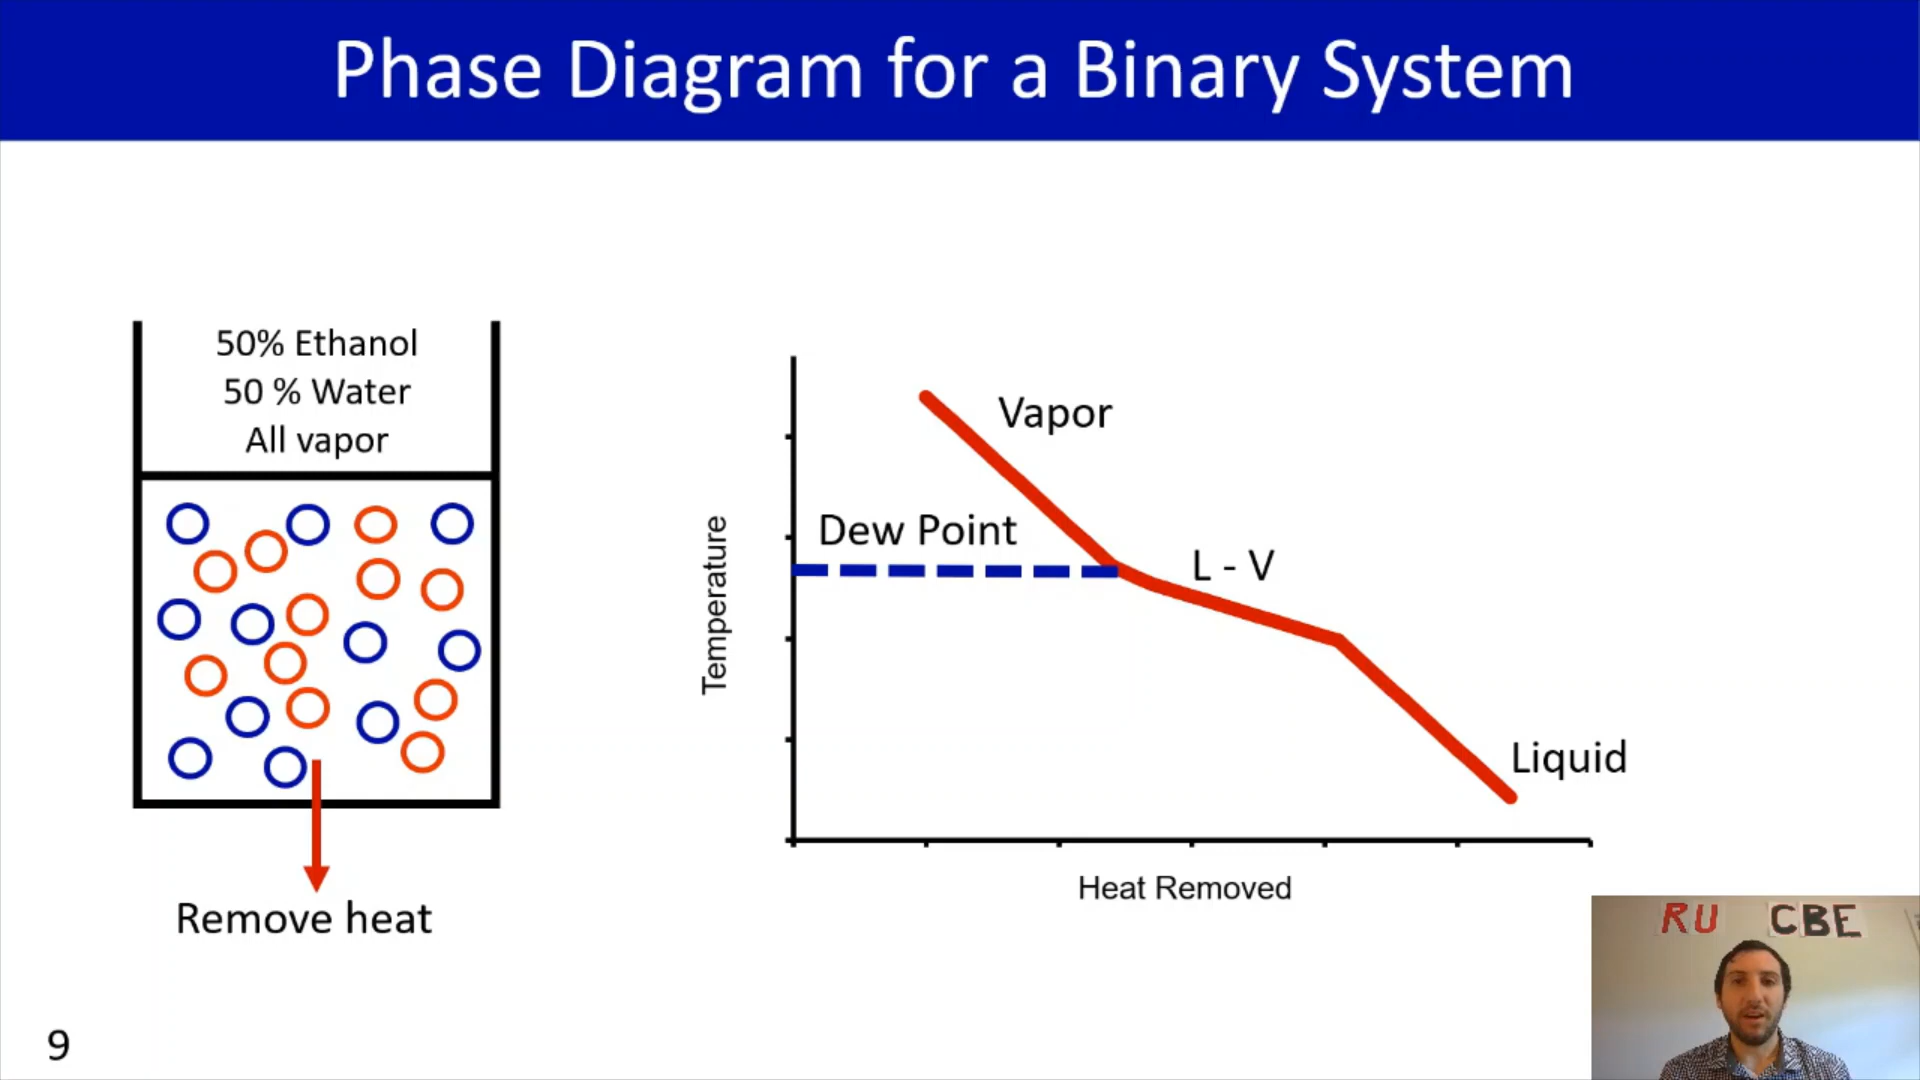 Phase Diagram for a Binary System
50% Ethanol
50 % Water
All vapor
Remove heat
Vapor
Dew Point
L - V
Liquid
Temperature
Heat Removed
RU CBE
9